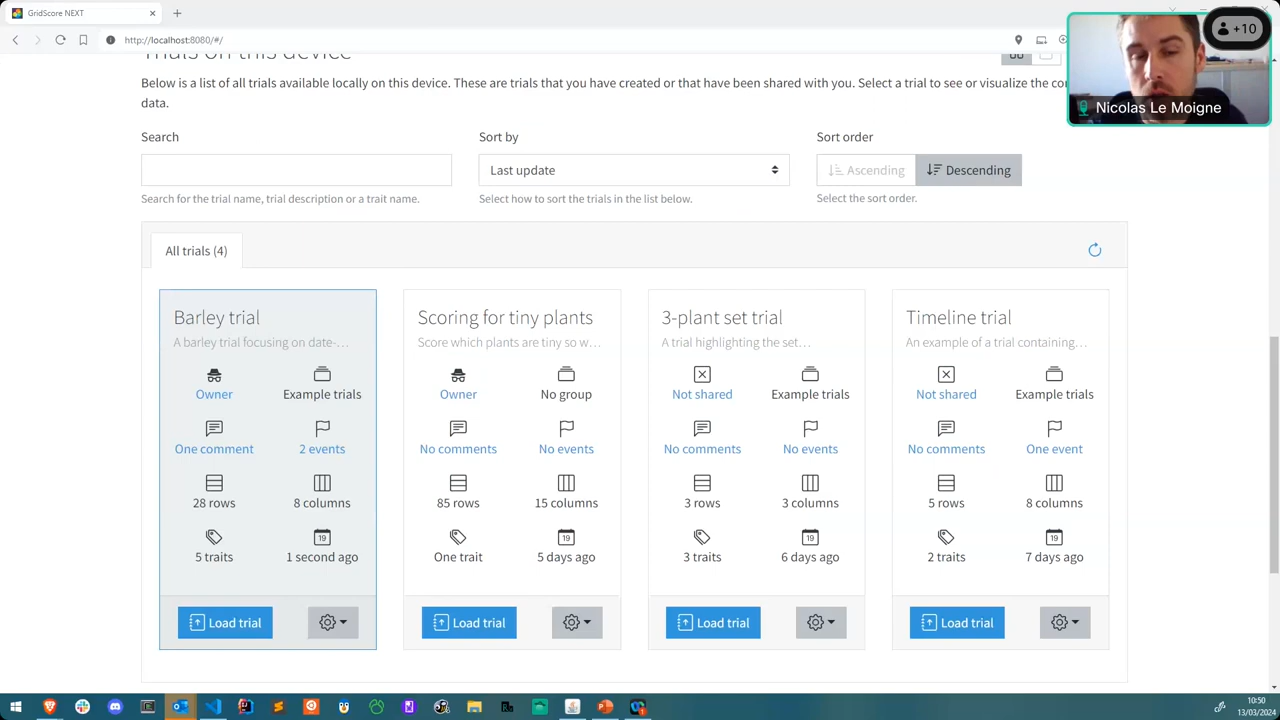 GridScore NEXT
http://localhost:8080/#/
+10
Nicolas Le Moigne
Trials on this device
Below is a list of all trials available locally on this device. These are trials that you have created or that have been shared with you. Select a trial to see or visualize the
data.
Search
Sort by
Sort order
Last update
Ascending
Descending
Search for the trial name, trial description or a trait name.
Select how to sort the trials in the list below.
Select the sort order.
All trials (4)
Barley trial
Scoring for tiny plants
3-plant set trial
Timeline trial
A barley trial focusing on date-…
Score which plants are tiny so w…
A trial highlighting the set…
An example of a trial containing…
Owner
Example trials
Owner
No group
Not shared
Example trials
Not shared
Example trials
One comment
2 events
No comments
No events
No comments
No events
No comments
One event
28 rows
8 columns
85 rows
15 columns
3 rows
3 columns
5 rows
8 columns
19
19
19
19
5 traits
1 second ago
One trait
5 days ago
3 traits
6 days ago
2 traits
7 days ago
Load trial
Load trial
Load trial
Load trial
10:50
13/03/2024